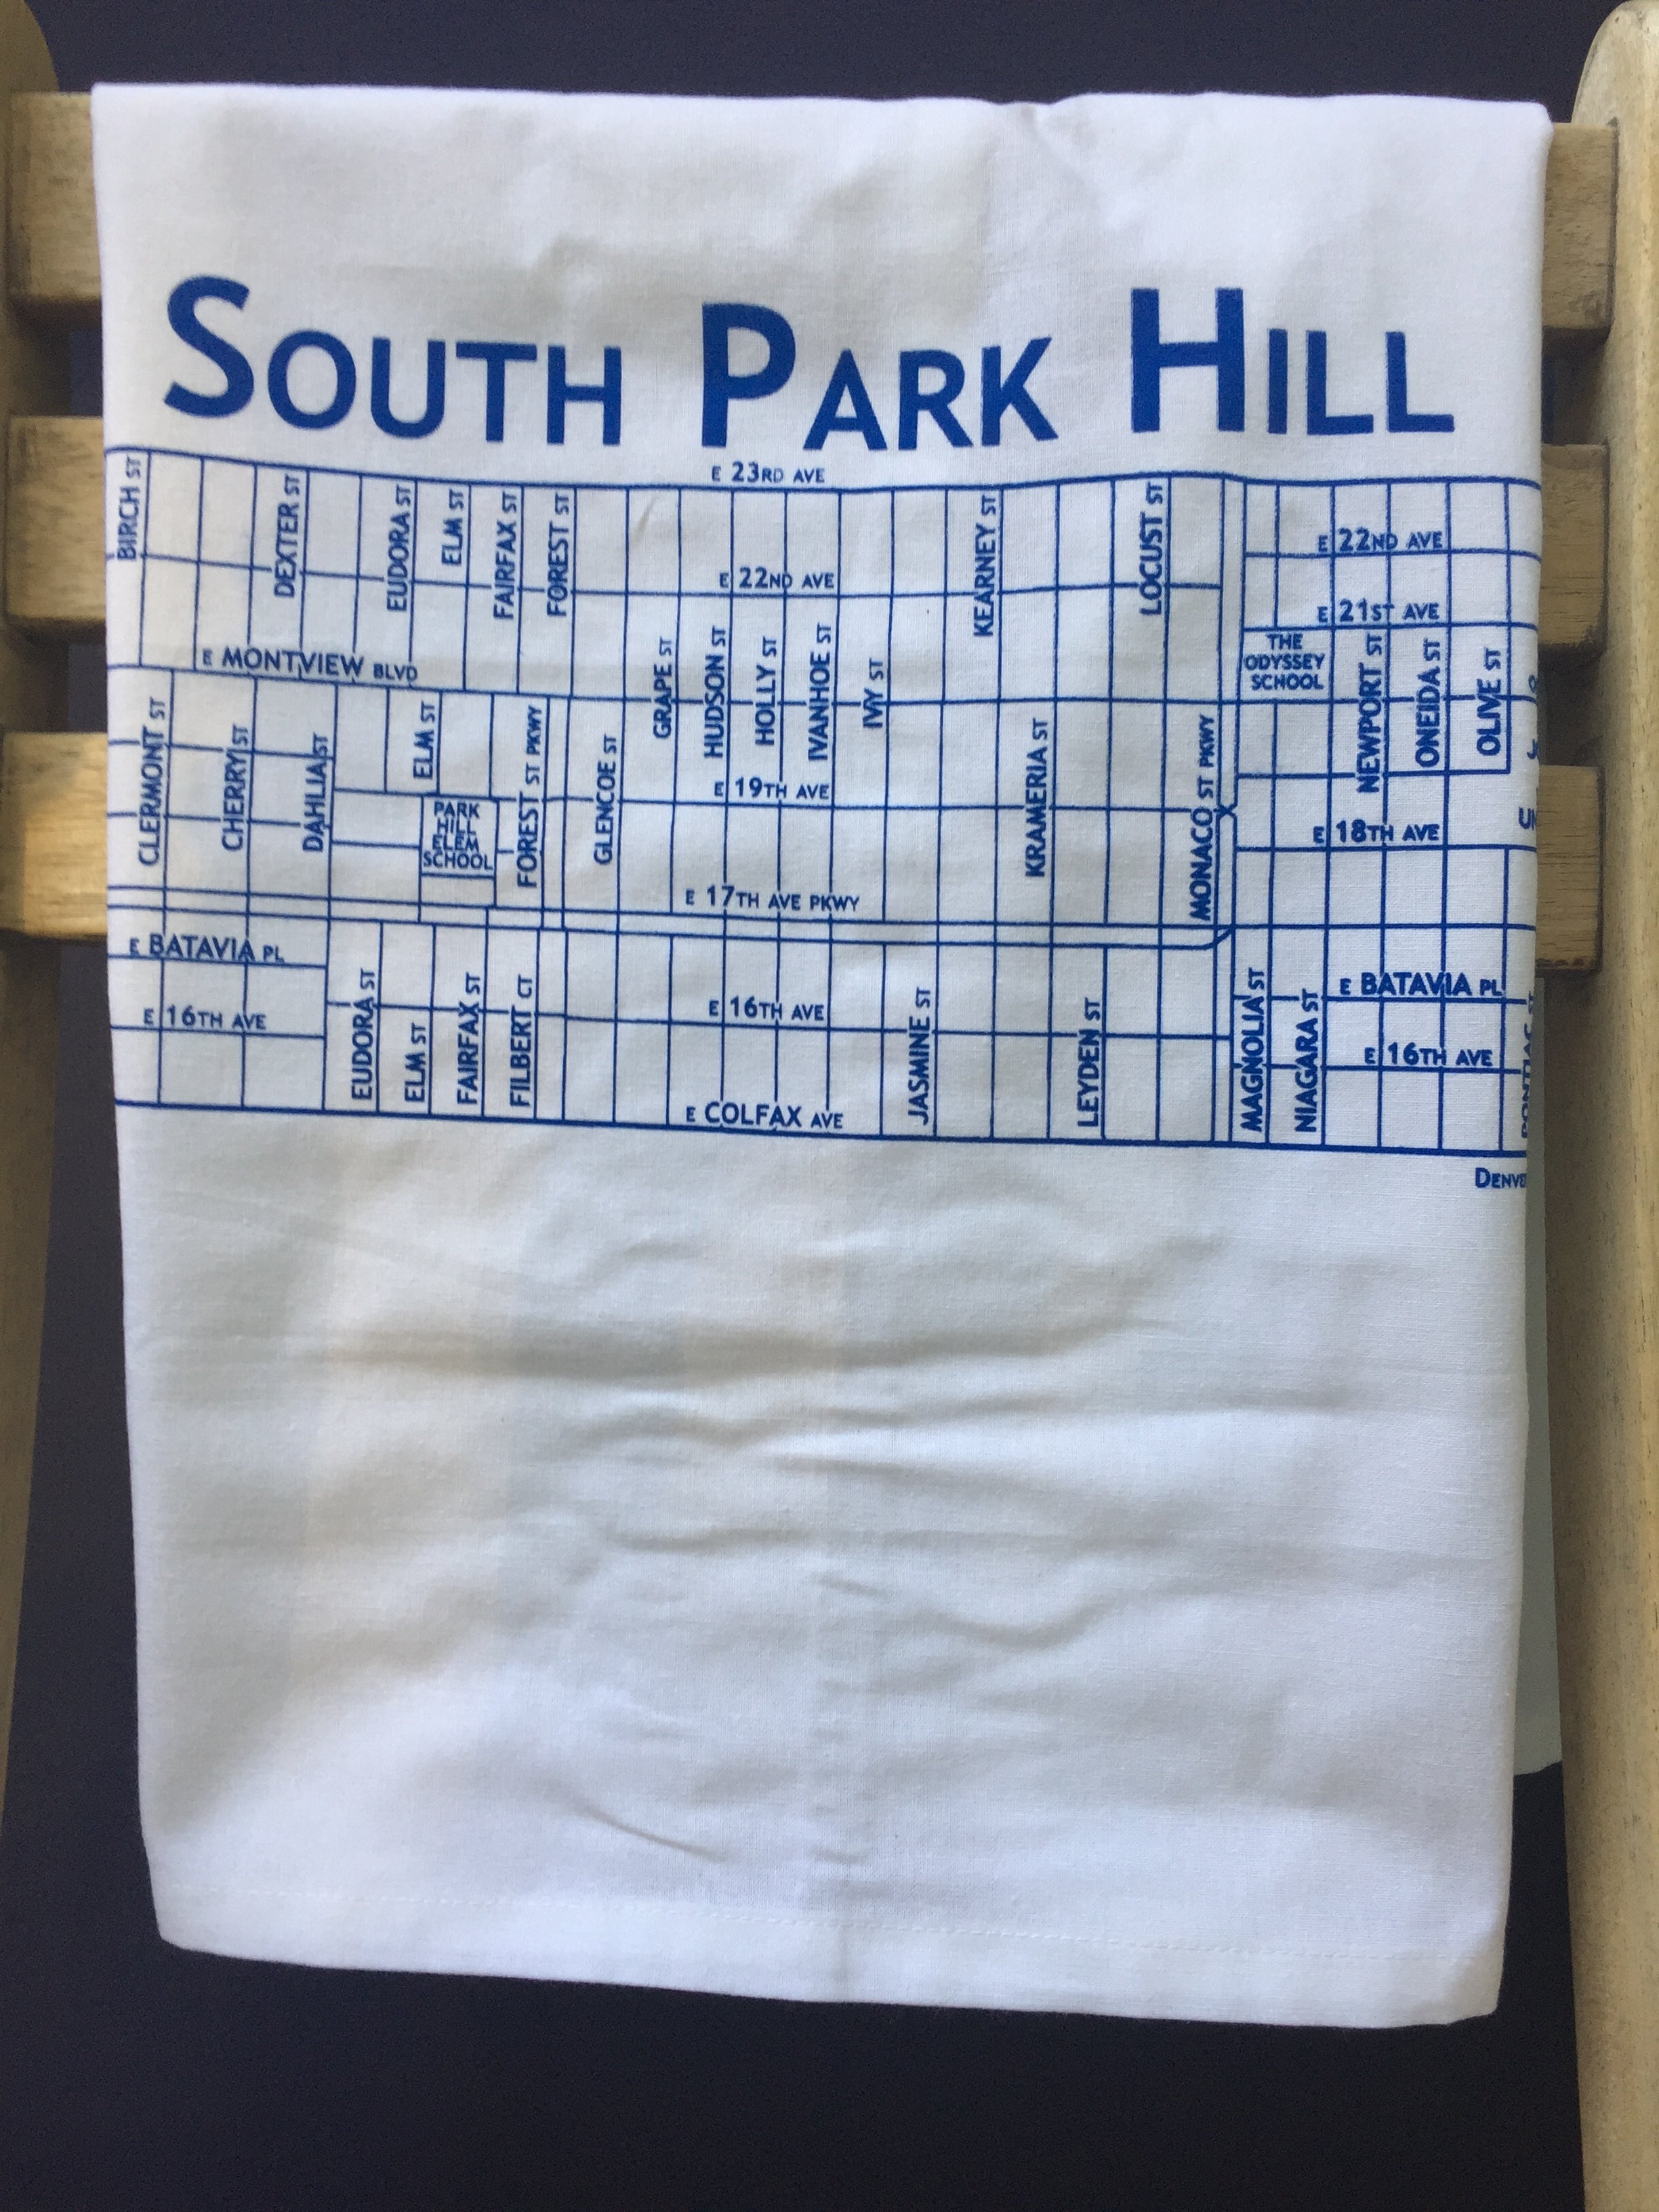 SOUTH PARK HILL
E 23RD AVE
BIRCH ST
DEXTER ST
EUDORA ST
ELM ST
FAIRFAX ST
FOREST ST
KEARNEY ST
LOCUST ST
E 22ND AVE
E 22ND AVE
E 21ST AVE
E MONTVIEW BLVD
GRAPE ST
HUDSON ST
HOLLY ST
IVANHOE ST
IVY ST
THE
ODYSSEY
SCHOOL
NEWPORT ST
ONEIDA ST
OLIVE ST
CLERMONT ST
CHERRY ST
DAHLIA ST
ELM ST
PARK
HILL
ELEM
SCHOOL
FOREST ST PKWY
GLENCOE ST
E 19TH AVE
KRAMERIA ST
MONACO ST PKWY
E 18TH AVE
E 17TH AVE PKWY
E BATAVIA PL
E 16TH AVE
EUDORA ST
ELM ST
FAIRFAX ST
FILBERT CT
E 16TH AVE
JASMINE ST
LEYDEN ST
MAGNOLIA ST
NIAGARA ST
E BATAVIA PL
E 16TH AVE
PONTIAC ST
E COLFAX AVE
DENVE